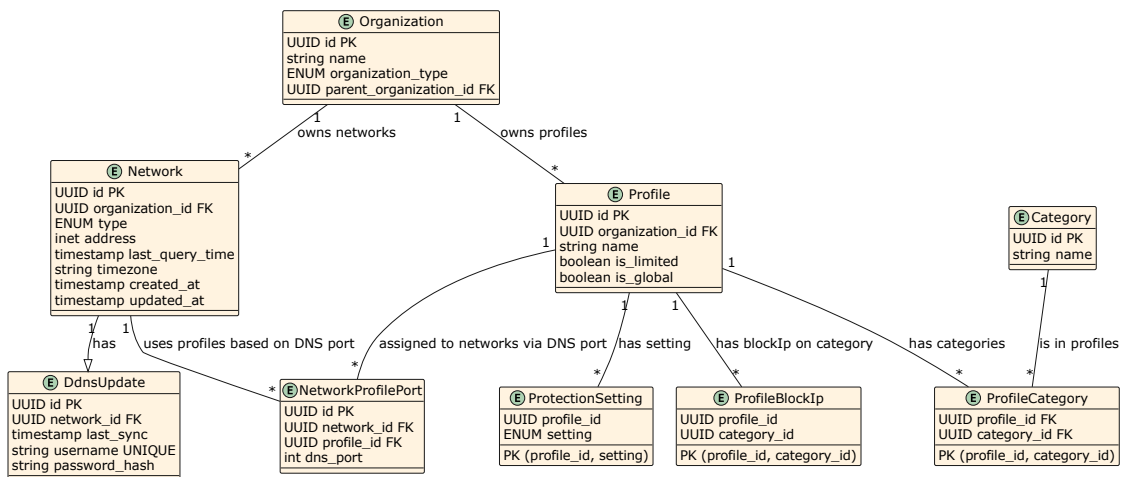 E Organization
UUID id PK
string name
ENUM organization_type
UUID parent_organization_id FK
1
1
owns networks
owns profiles
*
*
E Network
UUID id PK
UUID organization_id FK
ENUM type
inet address
timestamp last_query_time
string timezone
timestamp created_at
timestamp updated_at
E Profile
UUID id PK
UUID organization_id FK
string name
boolean is_limited
boolean is_global
E Category
UUID id PK
string name
1
1
1
1
1
1
1
has
uses profiles based on DNS port
assigned to networks via DNS port
has setting
has blockIp on category
has categories
is in profiles
*
*
*
*
*
*
E DdnsUpdate
UUID id PK
UUID network_id FK
timestamp last_sync
string username UNIQUE
string password_hash
E NetworkProfilePort
UUID id PK
UUID network_id FK
UUID profile_id FK
int dns_port
E ProtectionSetting
UUID profile_id
ENUM setting
PK (profile_id, setting)
E ProfileBlockIp
UUID profile_id
UUID category_id
PK (profile_id, category_id)
E ProfileCategory
UUID profile_id FK
UUID category_id FK
PK (profile_id, category_id)